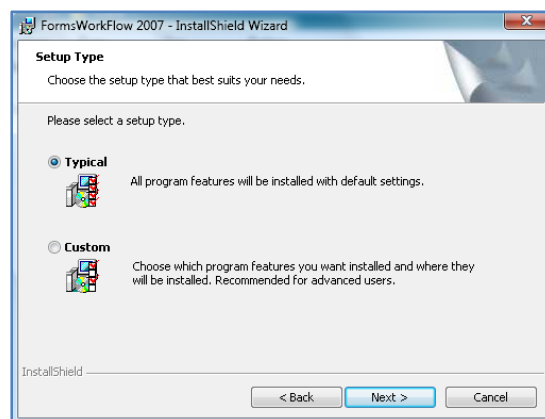 FormsWorkFlow 2007 - InstallShield Wizard
Setup Type
Choose the setup type that best suits your needs.
Please select a setup type.
Typical
All program features will be installed with default settings.
Custom
Choose which program features you want installed and where they
will be installed. Recommended for advanced users.
InstallShield
< Back
Next >
Cancel